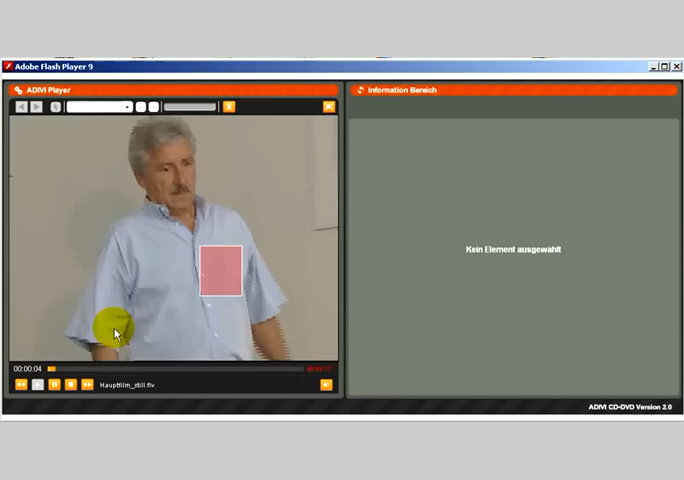 Adobe Flash Player 9
ADIVI Player
Information Bereich
Kein Element ausgewählt
00:00:04
Hauptfilm_still.flv
ADIVI CD-DVD Version 2.0